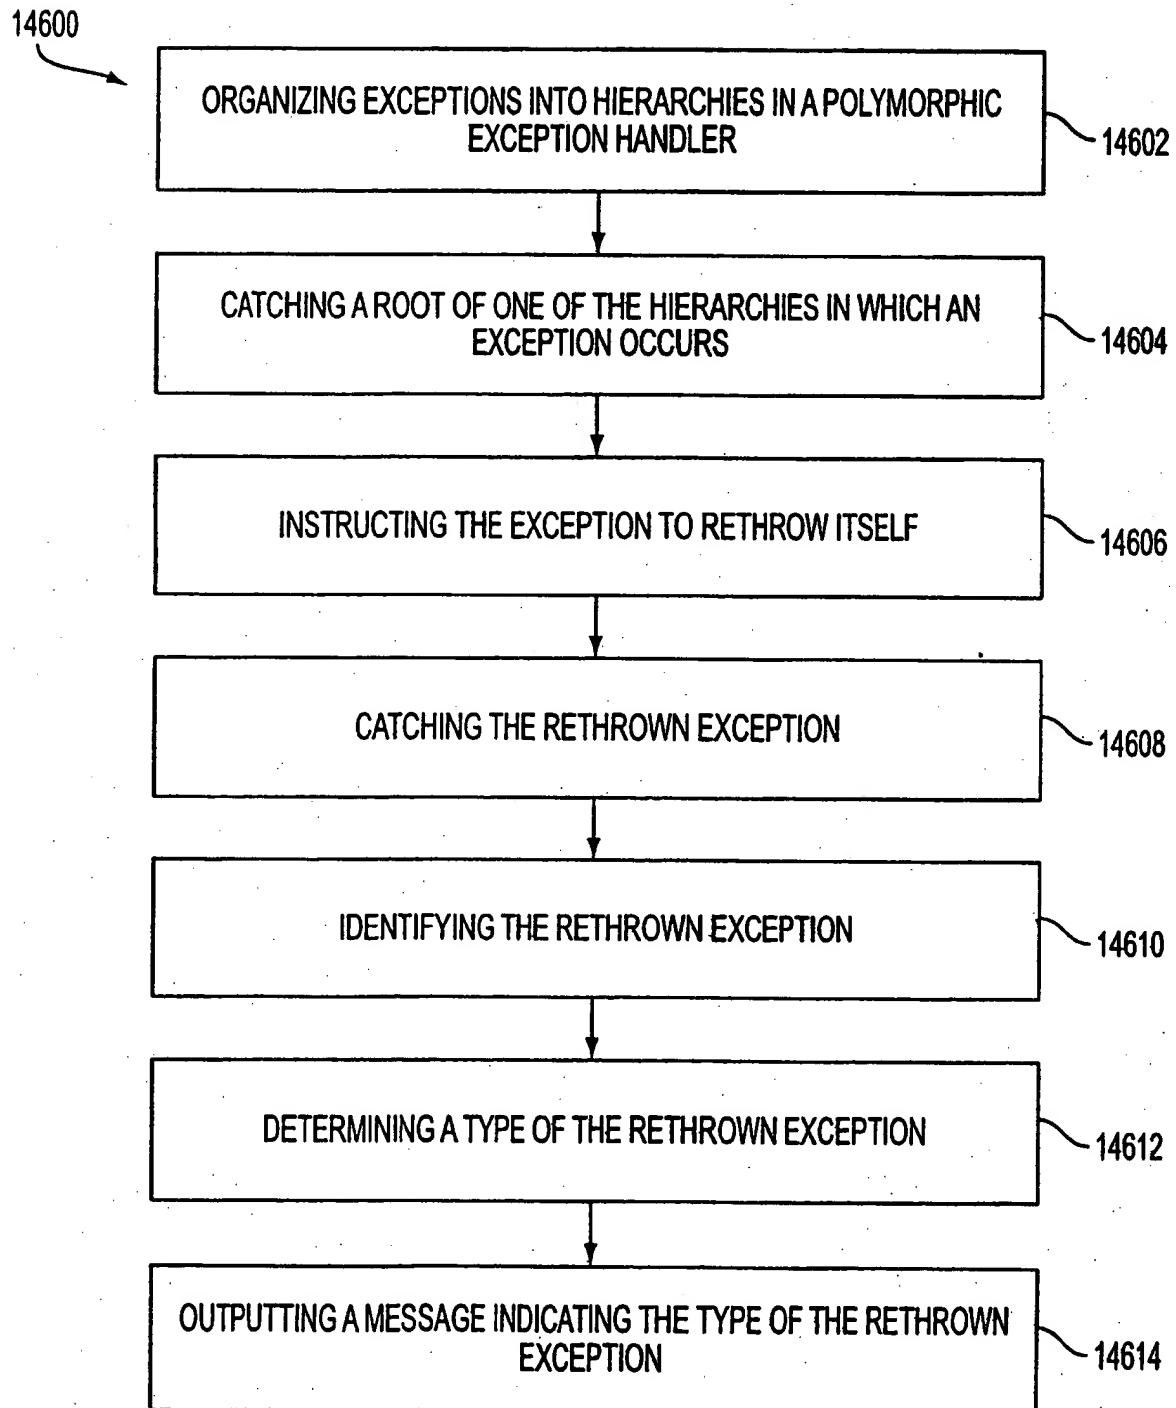 14600
ORGANIZING EXCEPTIONS INTO HIERARCHIES IN A POLYMORPHIC
EXCEPTION HANDLER
14602
CATCHING A ROOT OF ONE OF THE HIERARCHIES IN WHICH AN
EXCEPTION OCCURS
14604
INSTRUCTING THE EXCEPTION TO RETHROW ITSELF
14606
CATCHING THE RETHROWN EXCEPTION
14608
IDENTIFYING THE RETHROWN EXCEPTION
14610
DETERMINING A TYPE OF THE RETHROWN EXCEPTION
14612
OUTPUTTING A MESSAGE INDICATING THE TYPE OF THE RETHROWN
EXCEPTION
14614